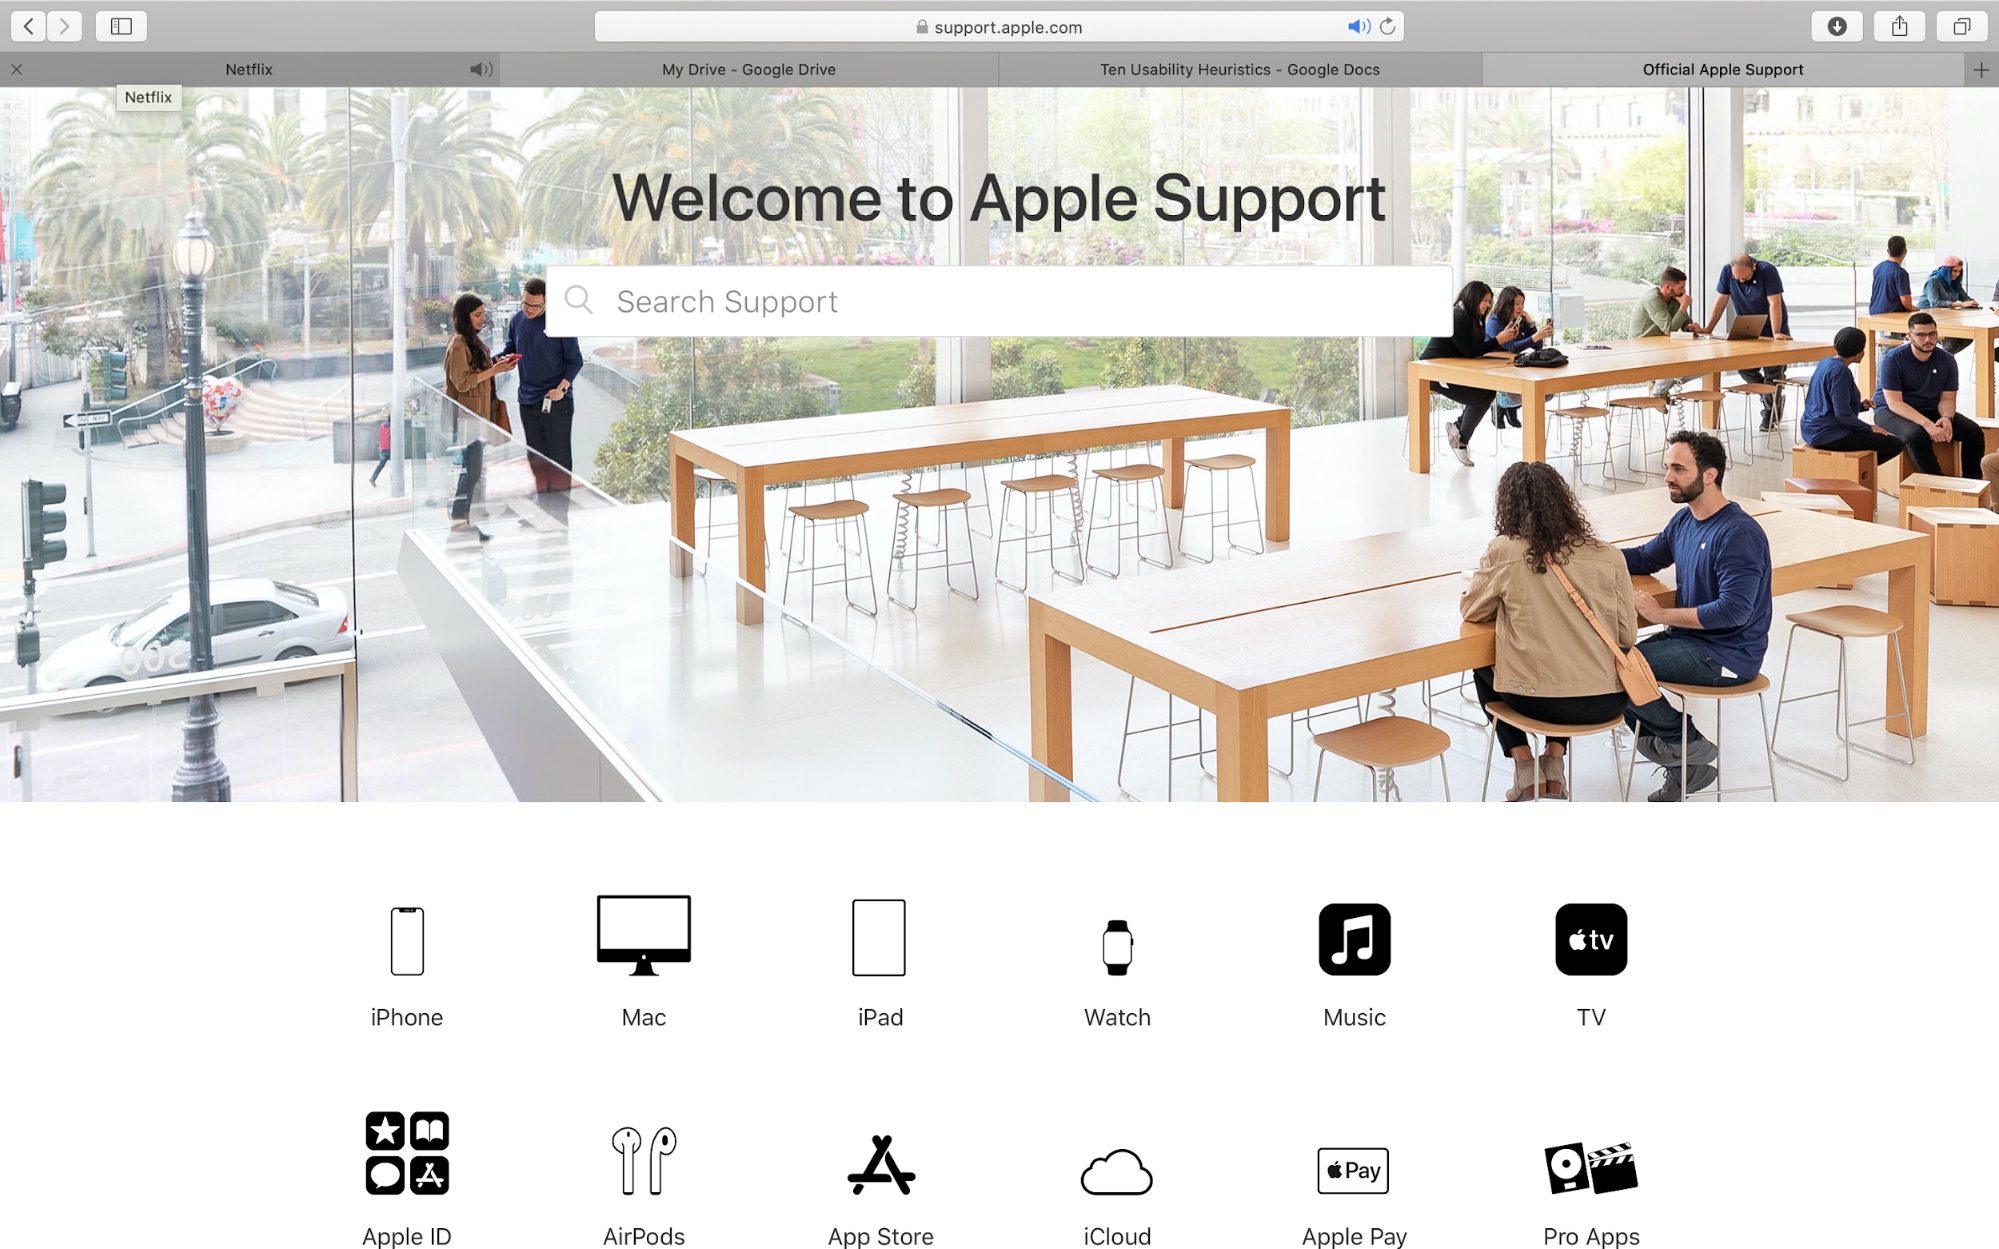 support.apple.com
Netflix
My Drive - Google Drive
Ten Usability Heuristics - Google Docs
Official Apple Support
Netflix
Welcome to Apple Support
Search Support
500
iPhone
Mac
iPad
Watch
Music
tv
TV
Pay
Apple ID
AirPods
App Store
iCloud
Apple Pay
Pro Apps